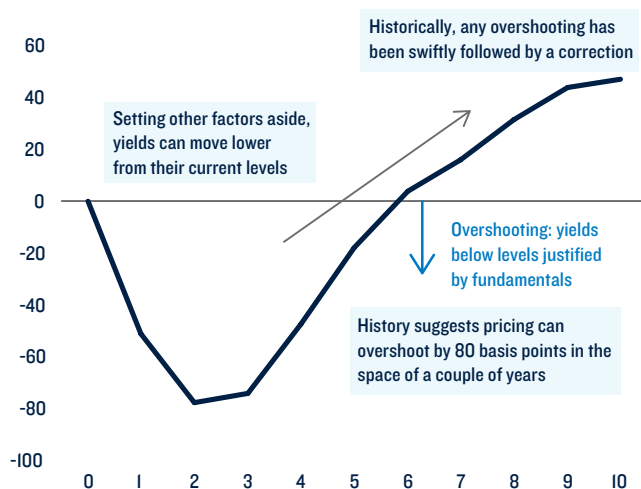 Historically, any overshooting has
been swiftly followed by a correction
60
40
20
0
-20
-40
-60
-80
-100
Setting other factors aside,
yields can move lower
from their current levels
Overshooting: yields
below levels justified
by fundamentals
History suggests pricing can
overshoot by 80 basis points in the
space of a couple of years
0 1 2 3 4 5 6 7 8 9 10